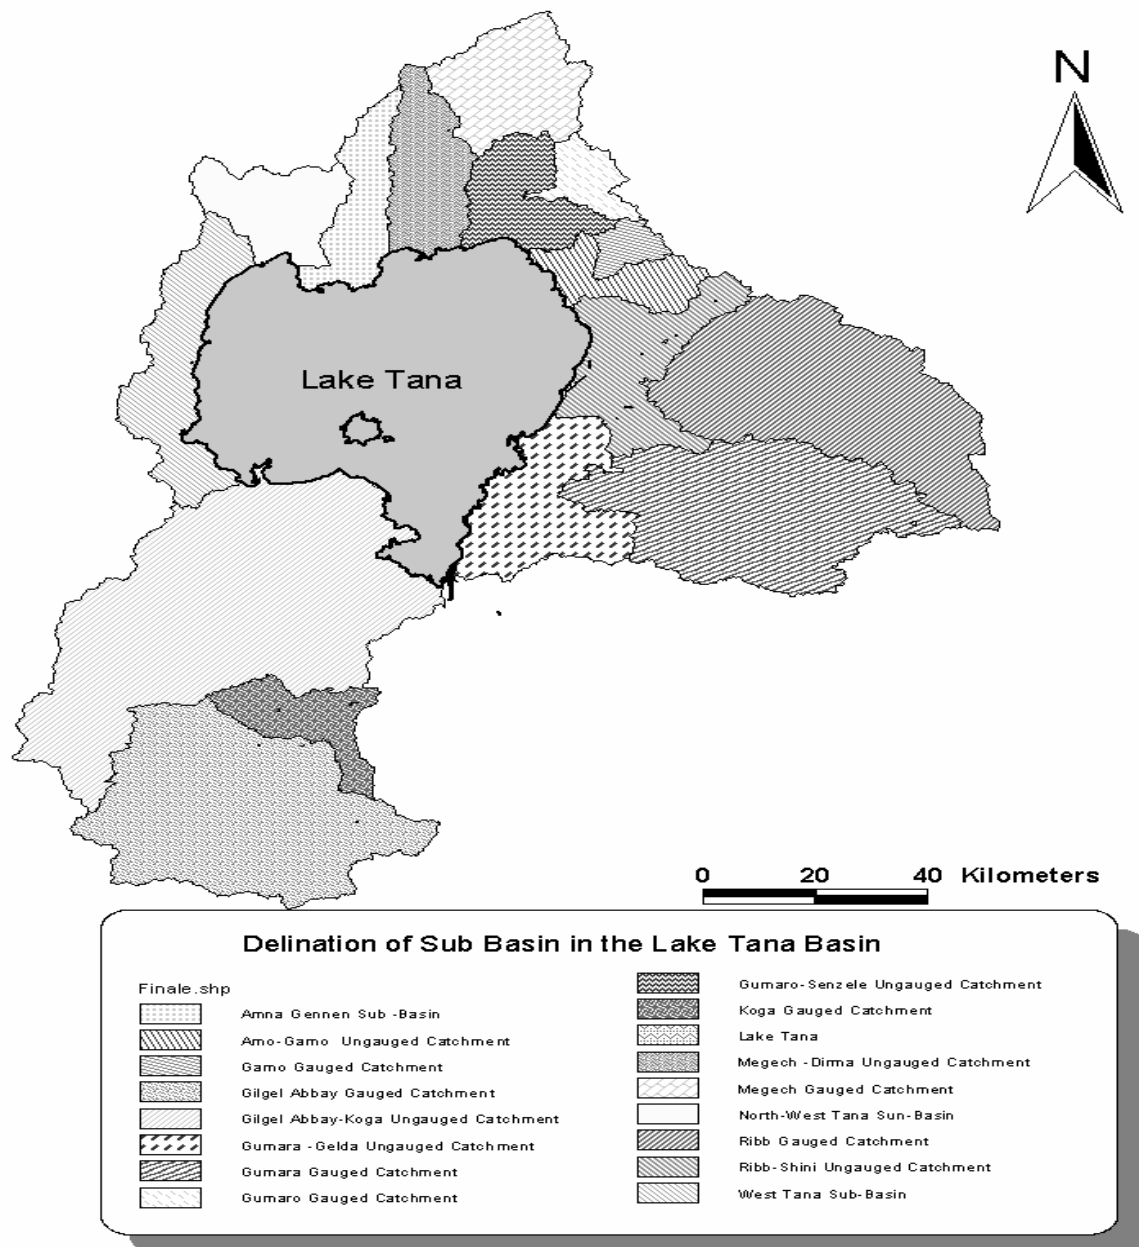 N
Lake Tana
0 20 40 Kilometers
Delination of Sub Basin in the Lake Tana Basin
Finale.shp
Amna Gennen Sub -Basin
Arno-Garno Ungauged Catchment
Garno Gauged Catchment
Gilgel Abbay Gauged Catchment
Gilgel Abbay-Koga Ungauged Catchment
Gumara -Gelda Ungauged Catchment
Gumara Gauged Catchment
Gumaro Gauged Catchment
Gumaro-Senzele Ungauged Catchment
Koga Gauged Catchment
Lake Tana
Megech -Dirma Ungauged Catchment
Megech Gauged Catchment
North-West Tana Sun-Basin
Ribb Gauged Catchment
Ribb-Shini Ungauged Catchment
West Tana Sub-Basin